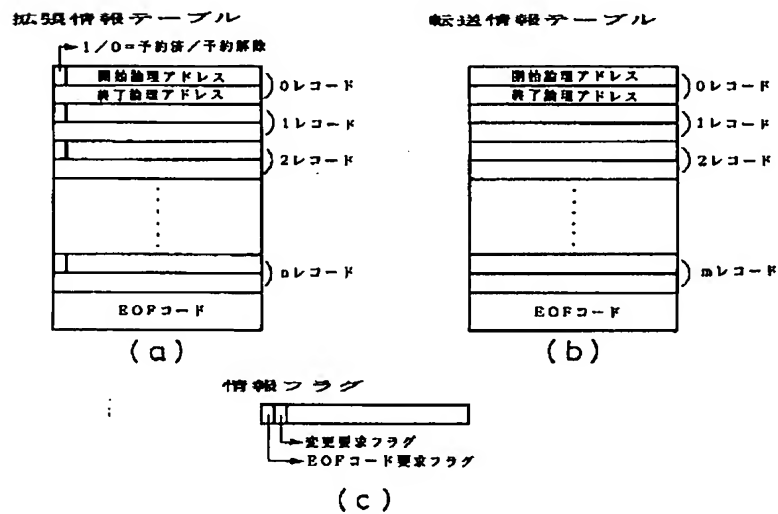 拡張情報テーブル
1/0=予約済/予約解除
開始論理アドレス
終了論理アドレス
0レコード
1レコード
2レコード
nレコード
EOFコード
(a)
転送情報テーブル
開始論理アドレス
終了論理アドレス
0レコード
1レコード
2レコード
mレコード
EOFコード
(b)
情報フラグ
変更要求フラグ
EOFコード要求フラグ
(c)